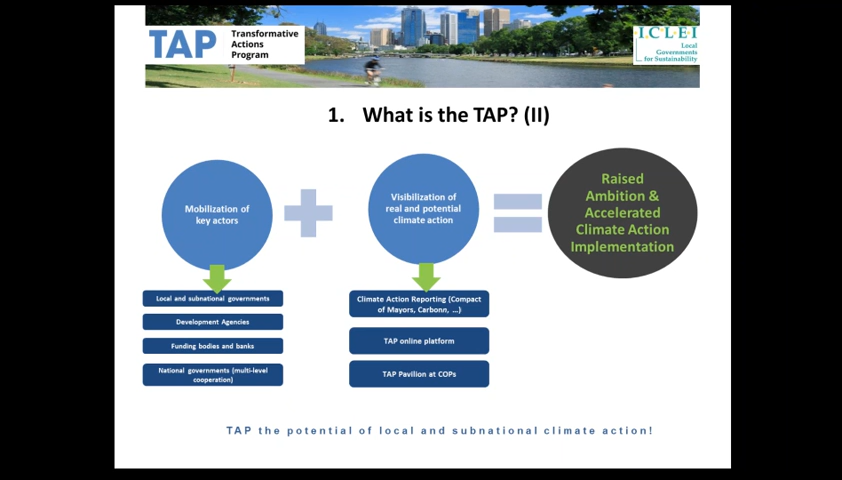 TAP
Transformative
Actions
Program
I.C.L.E.I
Local
Governments
for Sustainability
1. What is the TAP? (II)
Mobilization of
key actors
Visibilization of
real and potential
climate action
Raised
Ambition &
Accelerated
Climate Action
Implementation
Local and subnational governments
Development Agencies
Funding bodies and banks
National governments (multi-level
cooperation)
Climate Action Reporting (Compact
of Mayors, Carbonn, ...)
TAP online platform
TAP Pavilion at COPs
TAP the potential of local and subnational climate action!